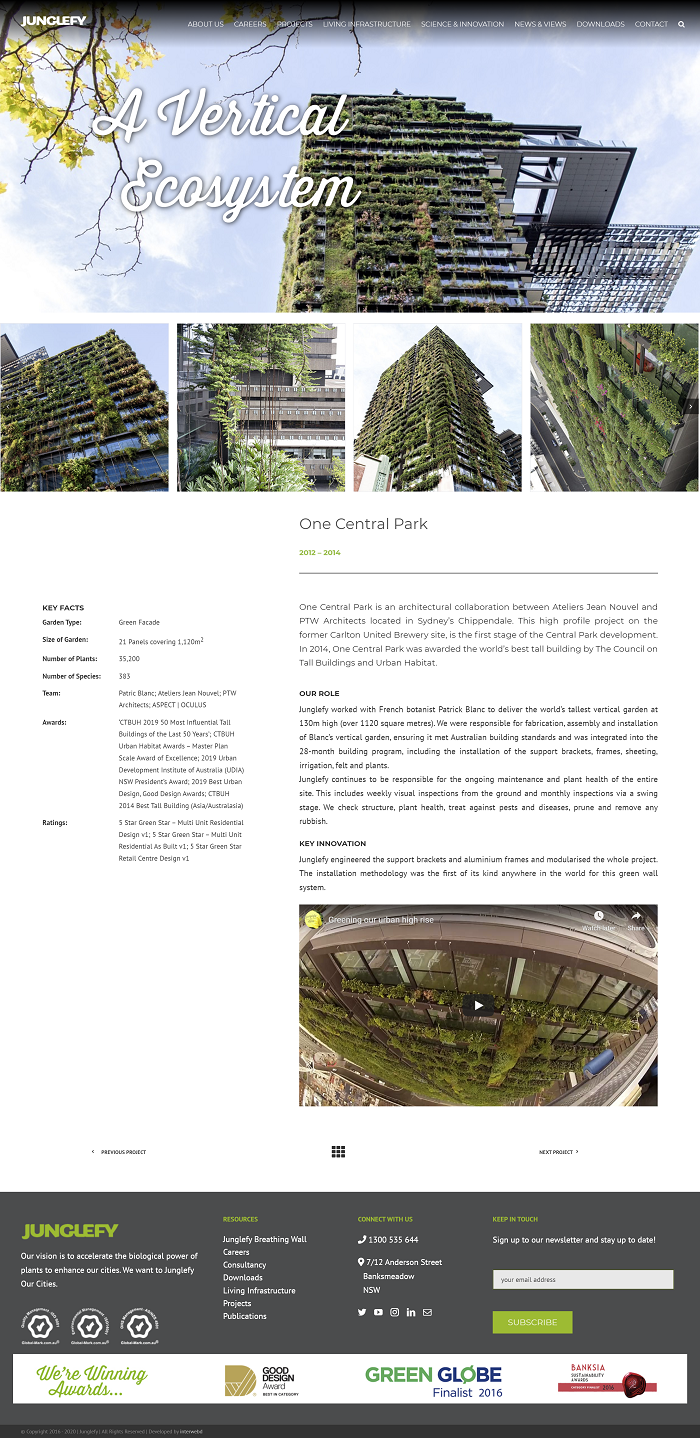 JUNGLEFY
ABOUT US CAREERS PROJECTS LIVING INFRASTRUCTURE SCIENCE & INNOVATION NEWS & VIEWS DOWNLOADS CONTACT
A Vertical
Ecosystem
One Central Park
2012 – 2014
KEY FACTS
Garden Type: Green Facade
Size of Garden: 21 Panels covering 1,120m²
Number of Plants: 35,200
Number of Species: 383
Team: Patric Blanc; Ateliers Jean Nouvel; PTW
Architects; ASPECT | OCULUS
Awards: ‘CTBUH 2019 50 Most Influential Tall
Buildings of the Last 50 Years’; CTBUH
Urban Habitat Awards – Master Plan
Scale Award of Excellence; 2019 Urban
Development Institute of Australia (UDIA)
NSW President’s Award; 2019 Best Urban
Design, Good Design Awards; CTBUH
2014 Best Tall Building (Asia/Australasia)
Ratings: 5 Star Green Star – Multi Unit Residential
Design v1; 5 Star Green Star – Multi Unit
Residential As Built v1; 5 Star Green Star
Retail Centre Design v1
One Central Park is an architectural collaboration between Ateliers Jean Nouvel and
PTW Architects located in Sydney’s Chippendale. This high profile project on the
former Carlton United Brewery site, is the first stage of the Central Park development.
In 2014, One Central Park was awarded the world’s best tall building by The Council on
Tall Buildings and Urban Habitat.
OUR ROLE
Junglefy worked with French botanist Patrick Blanc to deliver the world’s tallest vertical garden at
130m high (over 1120 square metres). We were responsible for fabrication, assembly and installation
of Blanc’s vertical garden, ensuring it met Australian building standards and was integrated into the
28-month building program, including the installation of the support brackets, frames, sheeting,
irrigation, felt and plants.
Junglefy continues to be responsible for the ongoing maintenance and plant health of the entire
site. This includes weekly visual inspections from the ground and monthly inspections via a swing
stage. We check structure, plant health, treat against pests and diseases, prune and remove any
rubbish.
KEY INNOVATION
Junglefy engineered the support brackets and aluminium frames and modularised the whole project.
The installation methodology was the first of its kind anywhere in the world for this green wall
system.
Greening our urban high rise
Watch later Share
PREVIOUS PROJECT
NEXT PROJECT
JUNGLEFY
Our vision is to accelerate the biological power of
plants to enhance our cities. We want to Junglefy
Our Cities.
RESOURCES
Junglefy Breathing Wall
Careers
Consultancy
Downloads
Living Infrastructure
Projects
Publications
CONNECT WITH US
1300 535 644
7/12 Anderson Street
Banksmeadow
NSW
KEEP IN TOUCH
Sign up to our newsletter and stay up to date!
your email address
SUBSCRIBE
Global-Mark.com.au® Global-Mark.com.au® Global-Mark.com.au®
We're Winning
Awards...
GOOD
DESIGN
Award
BEST IN CATEGORY
GREEN GLOBE
Finalist 2016
BANKSIA
SUSTAINABILITY
AWARDS
CATEGORY FINALIST 2016
© Copyright 2016 - 2020 | Junglefy | All Rights Reserved | Developed by Interwebd